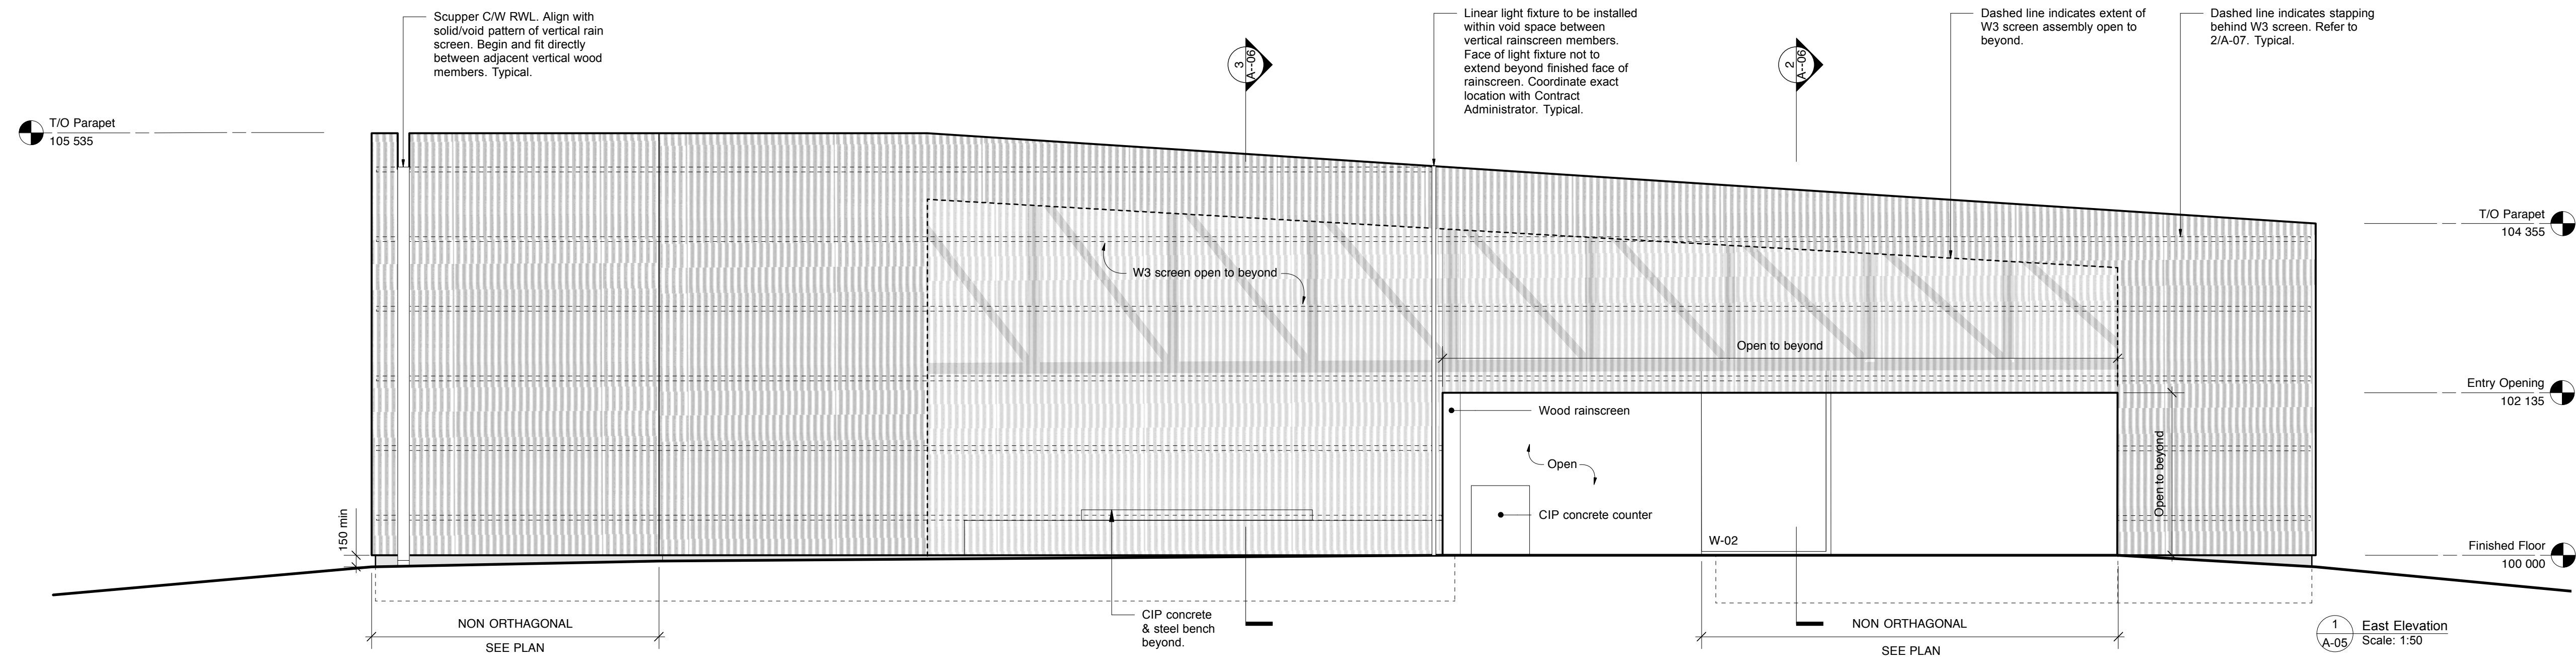 Scupper C/W RWL. Align with
solid/void pattern of vertical rain
screen. Begin and fit directly
between adjacent vertical wood
members. Typical.
3
A--06
Linear light fixture to be installed
within void space between
vertical rainscreen members.
Face of light fixture not to
extend beyond finished face of
rainscreen. Coordinate exact
location with Contract
Administrator. Typical.
2
A--06
Dashed line indicates extent of
W3 screen assembly open to
beyond.
Dashed line indicates stapping
behind W3 screen. Refer to
2/A-07. Typical.
T/O Parapet
105 535
T/O Parapet
104 355
W3 screen open to beyond
Open to beyond
Entry Opening
102 135
Wood rainscreen
Open
Open to beyond
CIP concrete counter
150 min
W-02
Finished Floor
100 000
NON ORTHAGONAL
SEE PLAN
CIP concrete
& steel bench
beyond.
NON ORTHAGONAL
SEE PLAN
1
A-05
East Elevation
Scale: 1:50